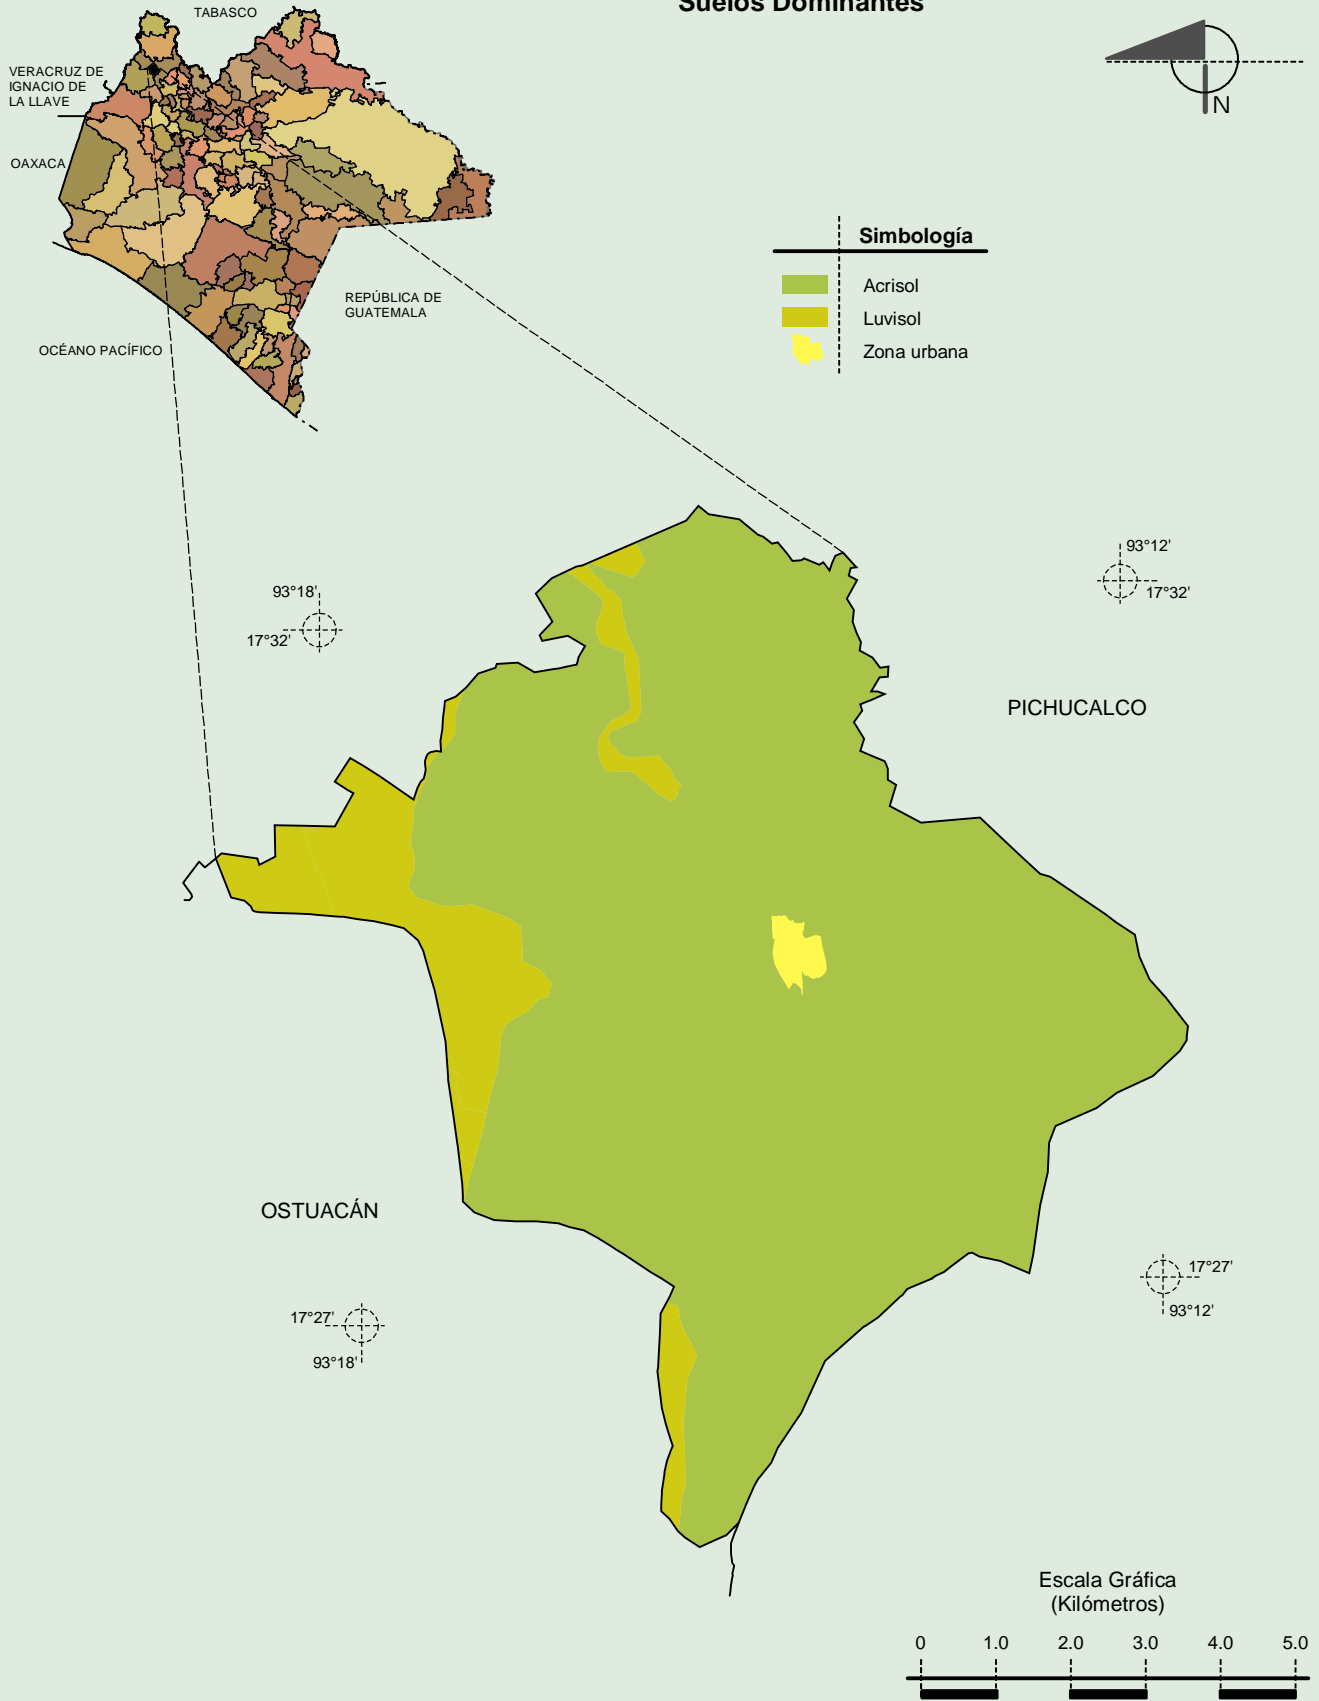 Suelos Dominantes
TABASCO
VERACRUZ DE
IGNACIO DE
LA LLAVE
OAXACA
REPÚBLICA DE
GUATEMALA
OCÉANO PACÍFICO
N
Simbología
Acrisol
Luvisol
Zona urbana
93°18'
17°32'
93°12'
17°32'
PICHUCALCO
OSTUACÁN
17°27'
93°18'
17°27'
93°12'
Escala Gráfica
(Kilómetros)
0 1.0 2.0 3.0 4.0 5.0